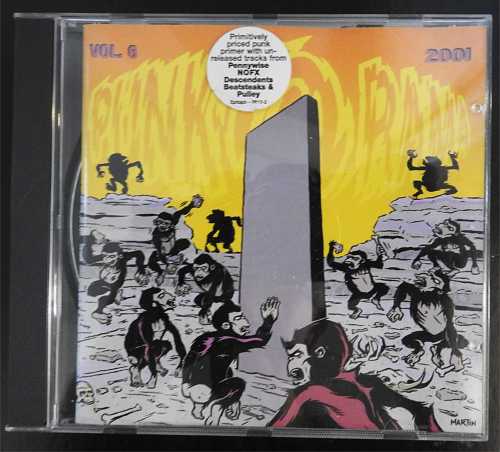 VOL. 6
2001
PUNK-O-RAMA
Primitively
priced punk
primer with un-
released tracks from
Pennywise
NOFX
Descendents
Beatsteaks &
Pulley
MARTIN